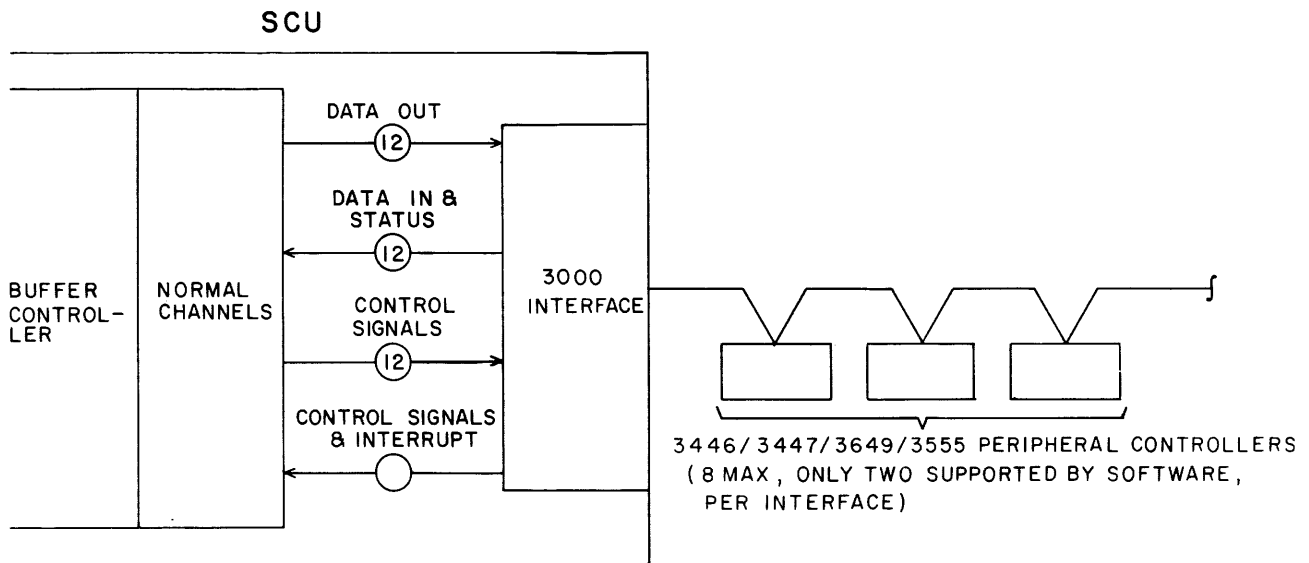 SCU
DATA OUT
12
DATA IN &
STATUS
12
BUFFER
CONTROL-
LER
NORMAL
CHANNELS
CONTROL
SIGNALS
12
CONTROL SIGNALS
& INTERRUPT
3000
INTERFACE
3446/3447/3649/3555 PERIPHERAL CONTROLLERS
(8 MAX, ONLY TWO SUPPORTED BY SOFTWARE,
PER INTERFACE)